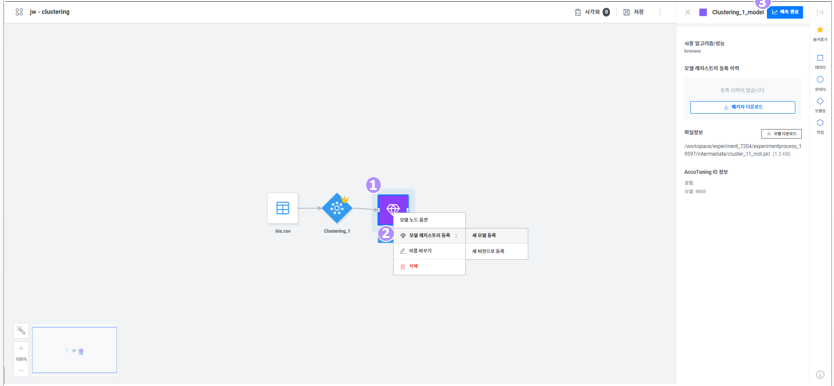 jw - clustering
시각화 0
저장
3
Clustering_1_model
예측 생성
즐겨찾기
사용 알고리즘/성능
kmeans
데이터
모델 레지스트리 등록 이력
전처리
등록 이력이 없습니다.
패키지 다운로드
모델링
작업
파일정보
모델 다운로드
/workspace/experiment_7204/experimentprocess_1
9597/intermediate/cluster_11_mdl.pkl (1.3 KB)
AccuTuning ID 정보
실험:
모델: 4808
1
iris.csv
Clustering_1
모델 노드 옵션
2
모델 레지스트리 등록
새 모델 등록
이름 바꾸기
새 버전으로 등록
삭제
100%